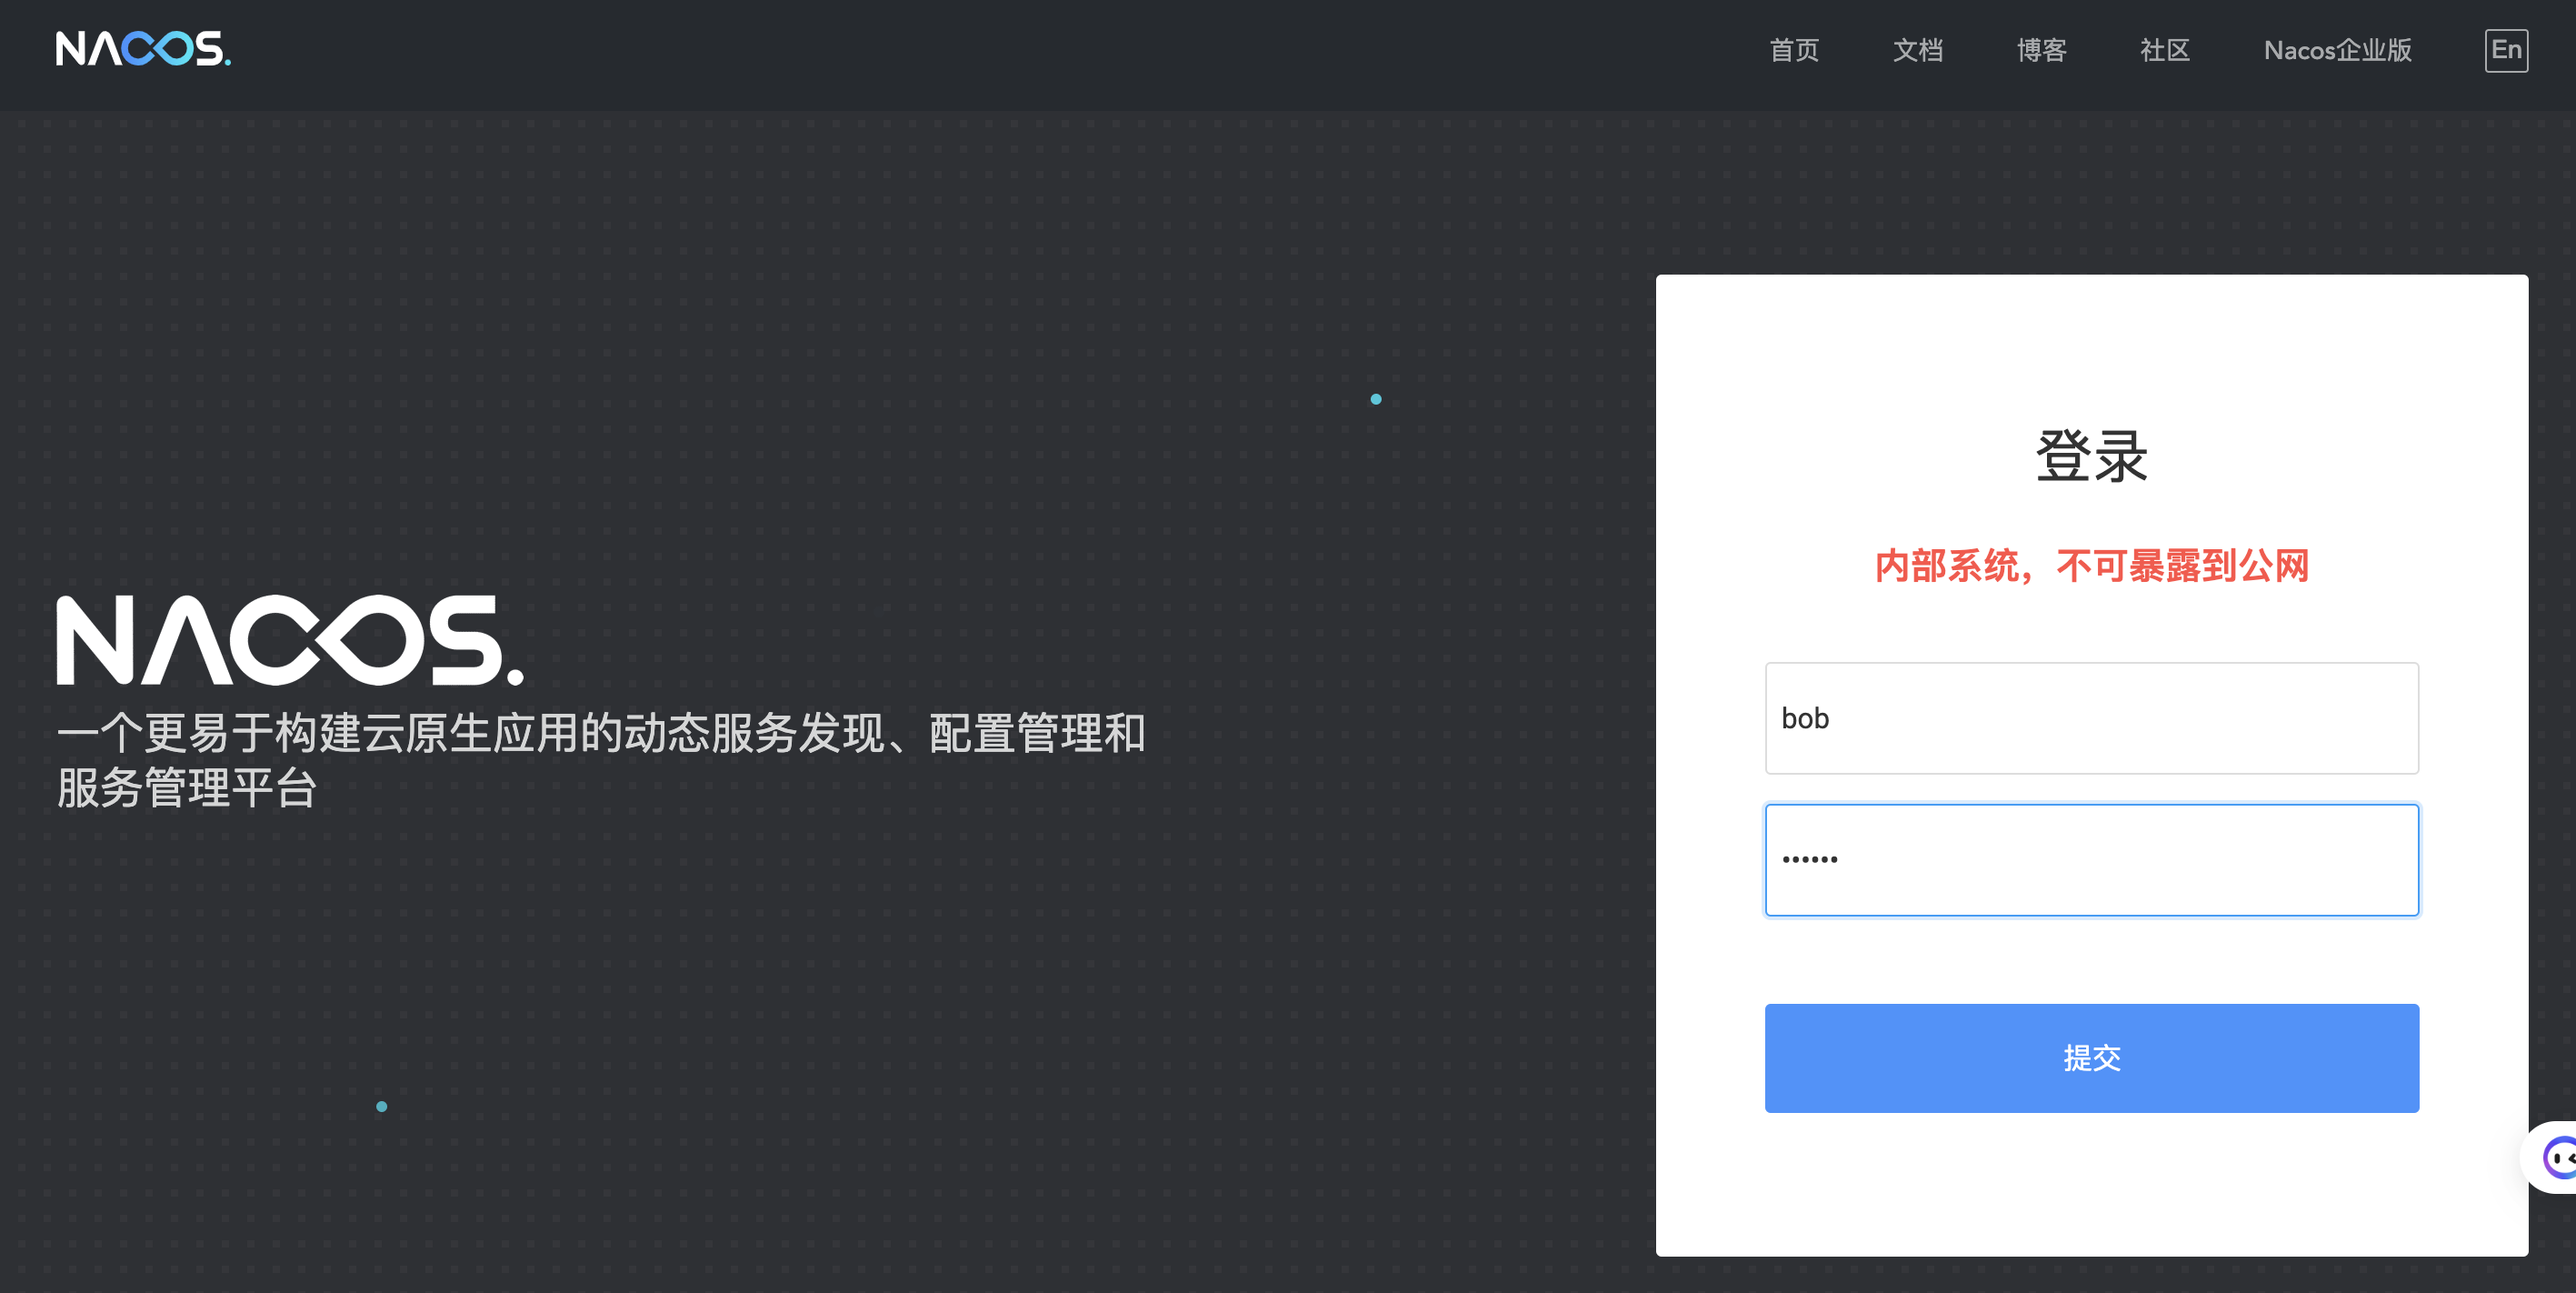 NACOS.
首页
文档
博客
社区
Nacos企业版
En
NACOS.
一个更易于构建云原生应用的动态服务发现、配置管理和
服务管理平台
登录
内部系统，不可暴露到公网
bob
••••••
提交